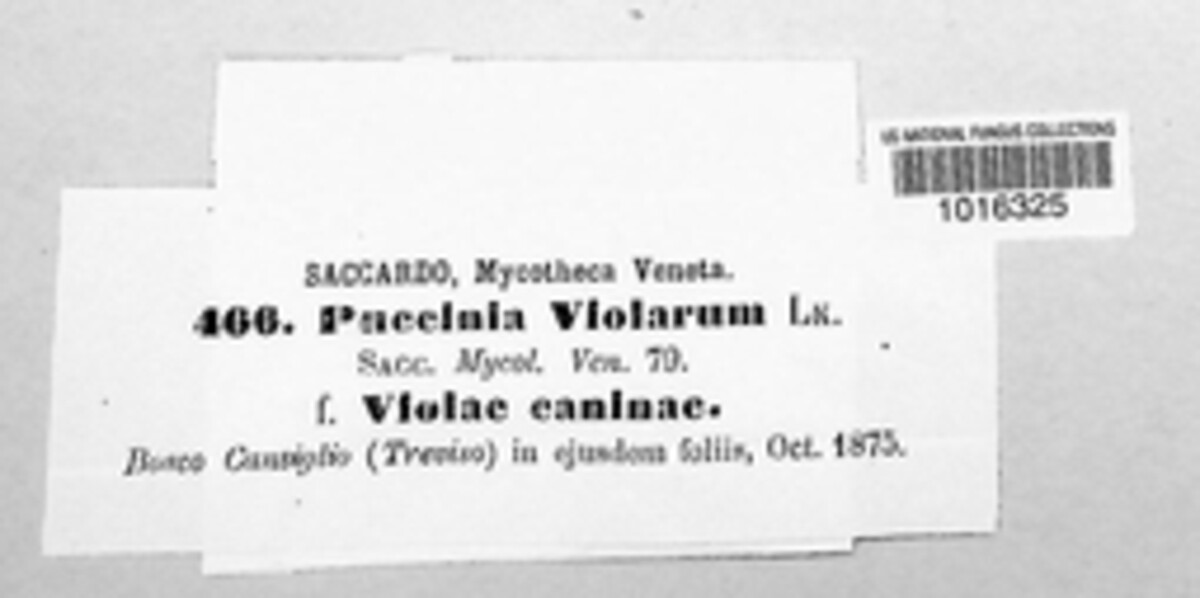 US NATIONAL FUNGUS COLLECTIONS
1016325
SACCARDO, Mycotheca Veneta.
466. Puccinia Violarum Lk.
Sacc. Mycol. Ven. 79.
f. Violae caninae.
Bosco Cansiglio (Treviso) in ejusdem foliis, Oct. 1875.